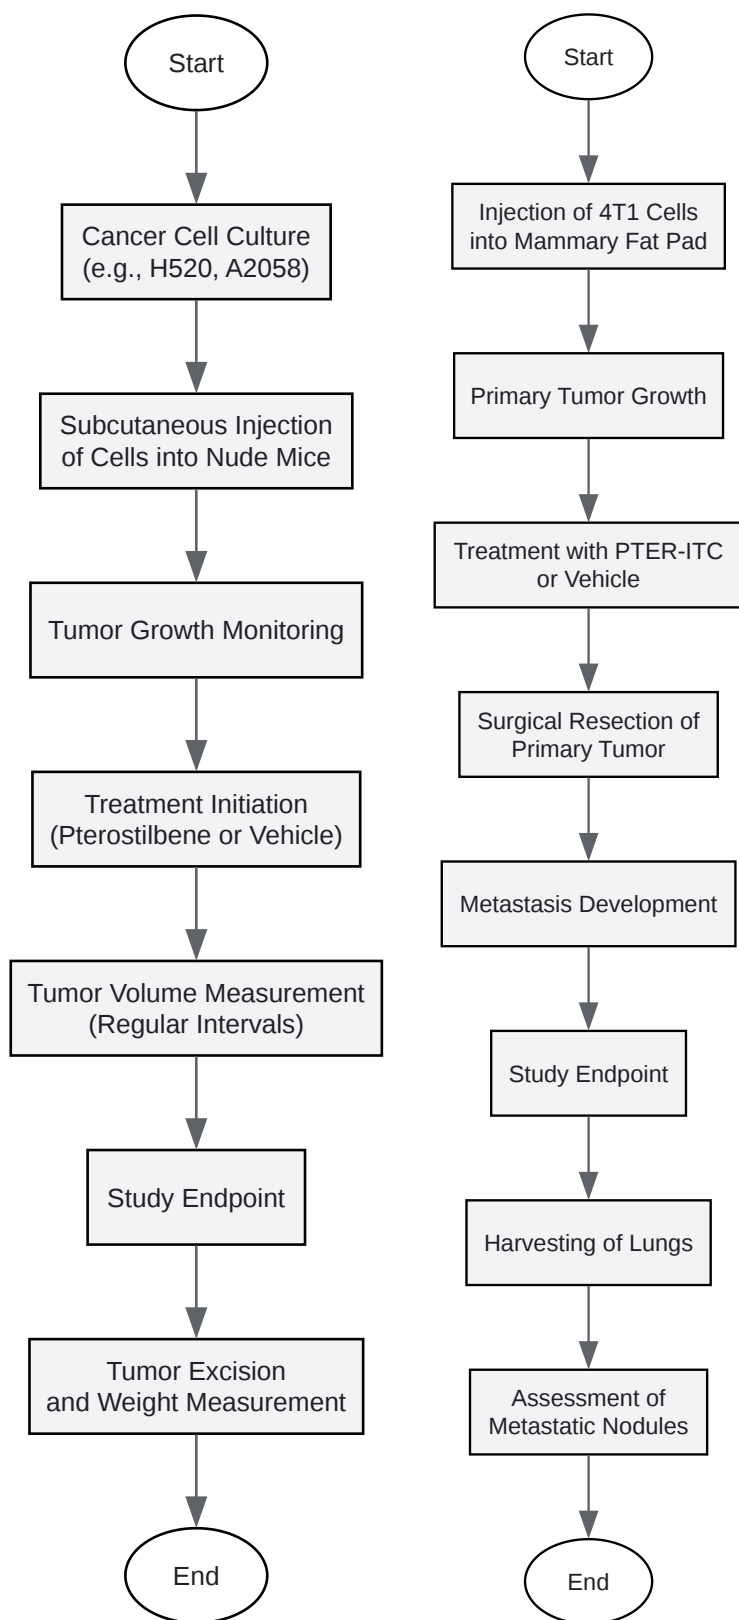 Start
Cancer Cell Culture
(e.g., H520, A2058)
Subcutaneous Injection
of Cells into Nude Mice
Tumor Growth Monitoring
Treatment Initiation
(Pterostilbene or Vehicle)
Tumor Volume Measurement
(Regular Intervals)
Study Endpoint
Tumor Excision
and Weight Measurement
End
Start
Injection of 4T1 Cells
into Mammary Fat Pad
Primary Tumor Growth
Treatment with PTER-ITC
or Vehicle
Surgical Resection of
Primary Tumor
Metastasis Development
Study Endpoint
Harvesting of Lungs
Assessment of
Metastatic Nodules
End